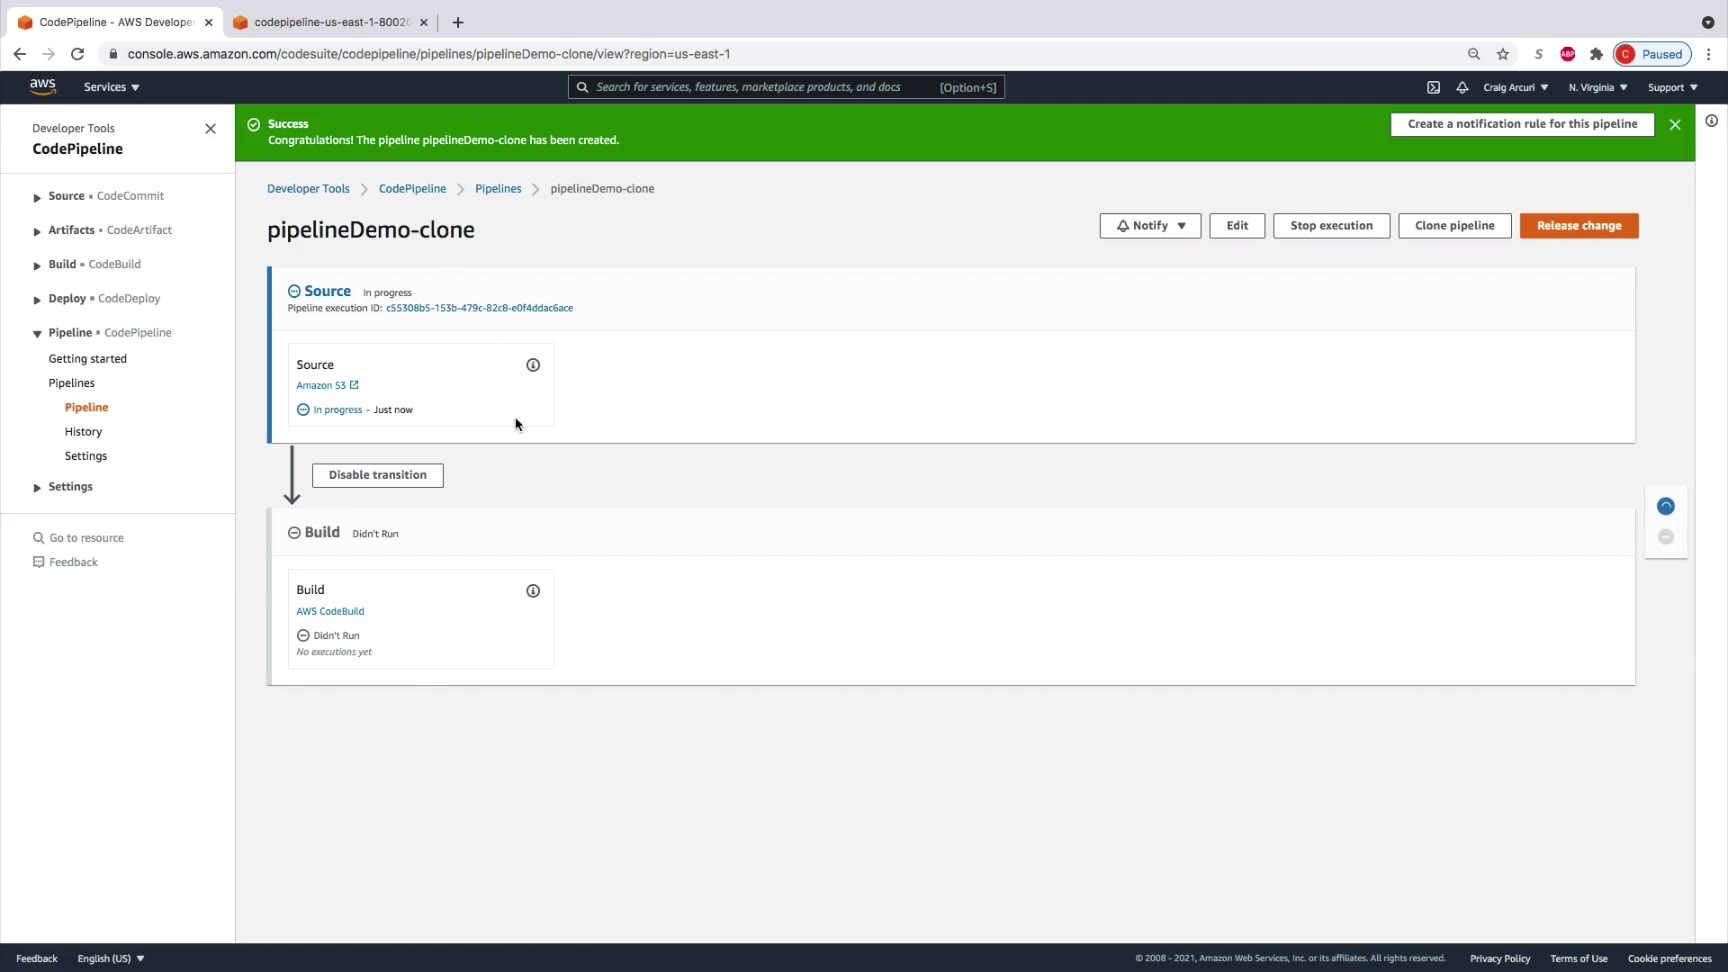 CodePipeline - AWS Develope
codepipeline-us-east-1-80020
console.aws.amazon.com/codesuite/codepipeline/pipelines/pipelineDemo-clone/view?region=us-east-1
S
ABP
C Paused
aws
Services
Search for services, features, marketplace products, and docs [Option+S]
Craig Arcuri
N. Virginia
Support
Developer Tools
CodePipeline
Source • CodeCommit
Artifacts • CodeArtifact
Build • CodeBuild
Deploy • CodeDeploy
Pipeline • CodePipeline
Getting started
Pipelines
Pipeline
History
Settings
Settings
Go to resource
Feedback
Success
Congratulations! The pipeline pipelineDemo-clone has been created.
Create a notification rule for this pipeline
Developer Tools > CodePipeline > Pipelines > pipelineDemo-clone
pipelineDemo-clone
Notify
Edit
Stop execution
Clone pipeline
Release change
Source In progress
Pipeline execution ID: c55308b5-153b-479c-82c8-e0f4ddac6ace
Source
Amazon S3
In progress - Just now
Disable transition
Build Didn't Run
Build
AWS CodeBuild
Didn't Run
No executions yet
Feedback
English (US)
© 2008 - 2021, Amazon Web Services, Inc. or its affiliates. All rights reserved.
Privacy Policy
Terms of Use
Cookie preferences